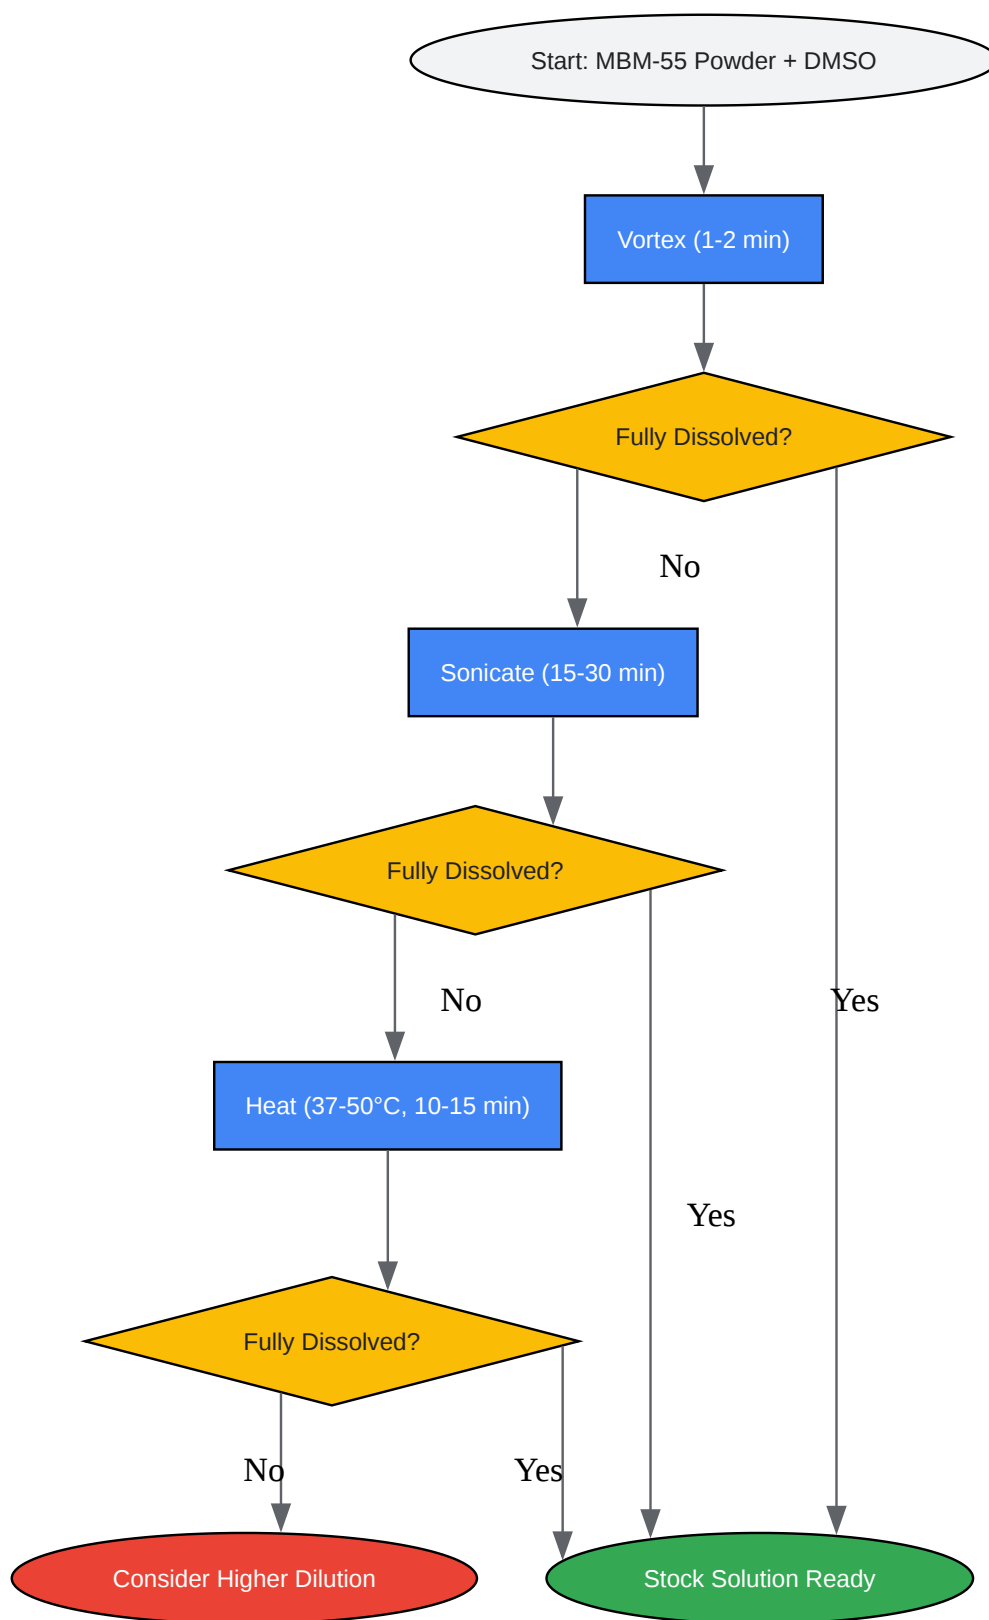 Start: MBM-55 Powder + DMSO
Vortex (1-2 min)
Fully Dissolved?
No
Sonicate (15-30 min)
Fully Dissolved?
No
Yes
Heat (37-50°C, 10-15 min)
Yes
Fully Dissolved?
No
Yes
Consider Higher Dilution
Stock Solution Ready